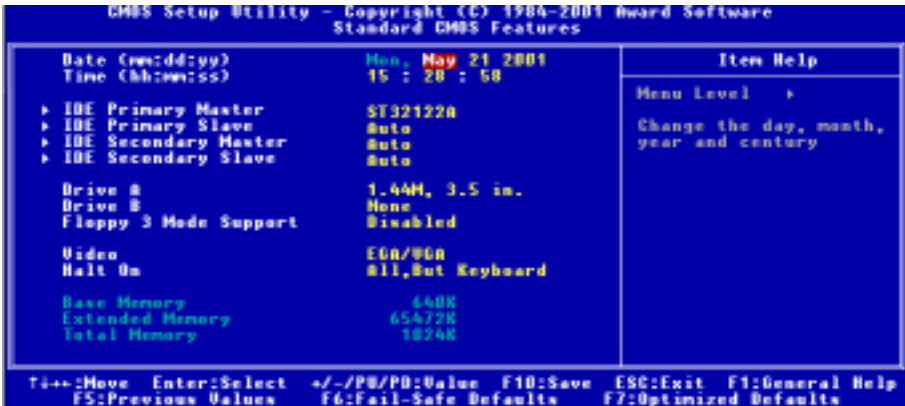 CMOS Setup Utility - Copyright (C) 1984-2001 Award Software
Standard CMOS Features
Date (mm:dd:yy) Mon, May 21 2001
Time (hh:mm:ss) 15 : 28 : 58
IDE Primary Master ST32122A
IDE Primary Slave Auto
IDE Secondary Master Auto
IDE Secondary Slave Auto
Drive A 1.44M, 3.5 in.
Drive B None
Floppy 3 Mode Support Disabled
Video EGA/VGA
Halt On All,But Keyboard
Base Memory 640K
Extended Memory 65472K
Total Memory 1024K
Item Help
Menu Level
Change the day, month,
year and century
↑↓→←:Move Enter:Select +/-/PU/PD:Value F10:Save ESC:Exit F1:General Help
F5:Previous Values F6:Fail-Safe Defaults F7:Optimized Defaults